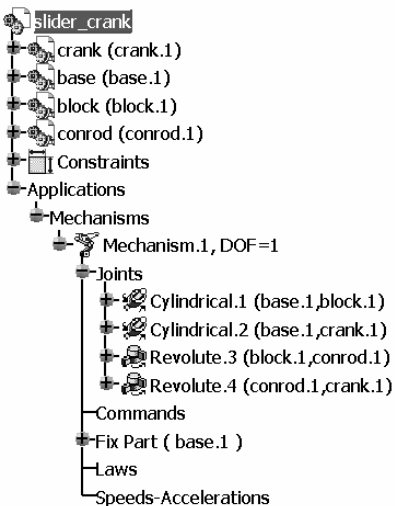 slider_crank
crank (crank.1)
base (base.1)
block (block.1)
conrod (conrod.1)
Constraints
Applications
Mechanisms
Mechanism.1, DOF=1
Joints
Cylindrical.1 (base.1,block.1)
Cylindrical.2 (base.1,crank.1)
Revolute.3 (block.1,conrod.1)
Revolute.4 (conrod.1,crank.1)
Commands
Fix Part ( base.1 )
Laws
Speeds-Accelerations